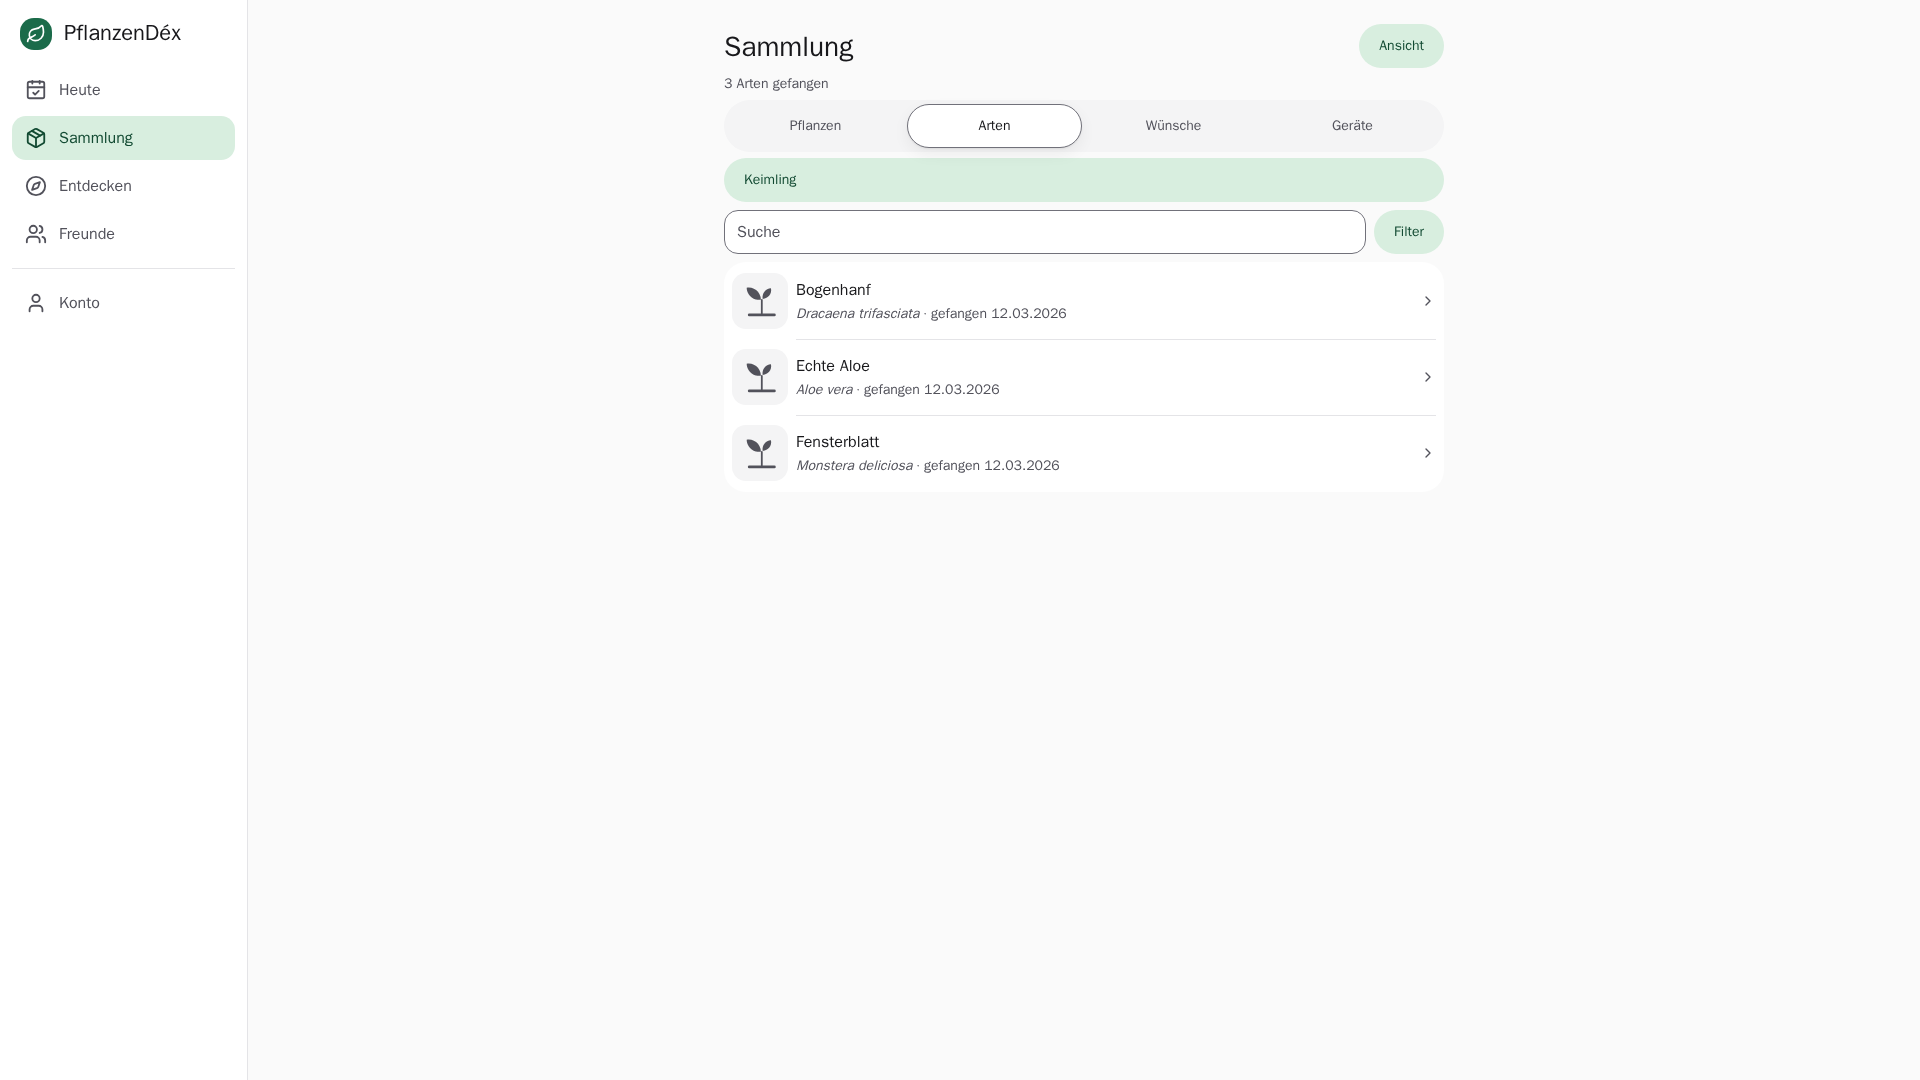 PflanzenDéx
Heute
Sammlung
Entdecken
Freunde
Konto
Sammlung
Ansicht
3 Arten gefangen
Pflanzen
Arten
Wünsche
Geräte
Keimling
Suche
Filter
Bogenhanf
Dracaena trifasciata · gefangen 12.03.2026
Echte Aloe
Aloe vera · gefangen 12.03.2026
Fensterblatt
Monstera deliciosa · gefangen 12.03.2026